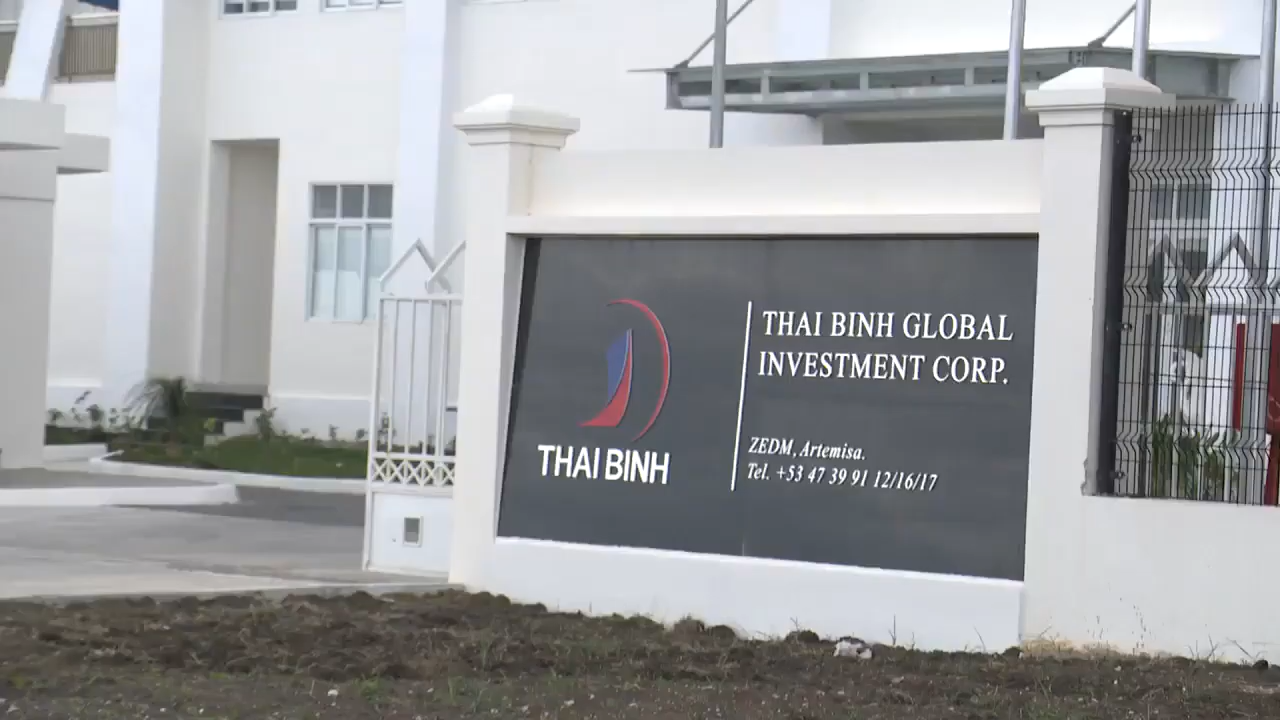 THAI BINH
THAI BINH GLOBAL
INVESTMENT CORP.
ZEDM, Artemisa.
Tel. +53 47 39 91 12/16/17